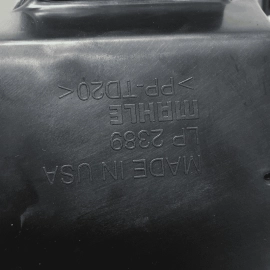 MADE IN USA
LP 2389
MAHLE
>PP-TD20<